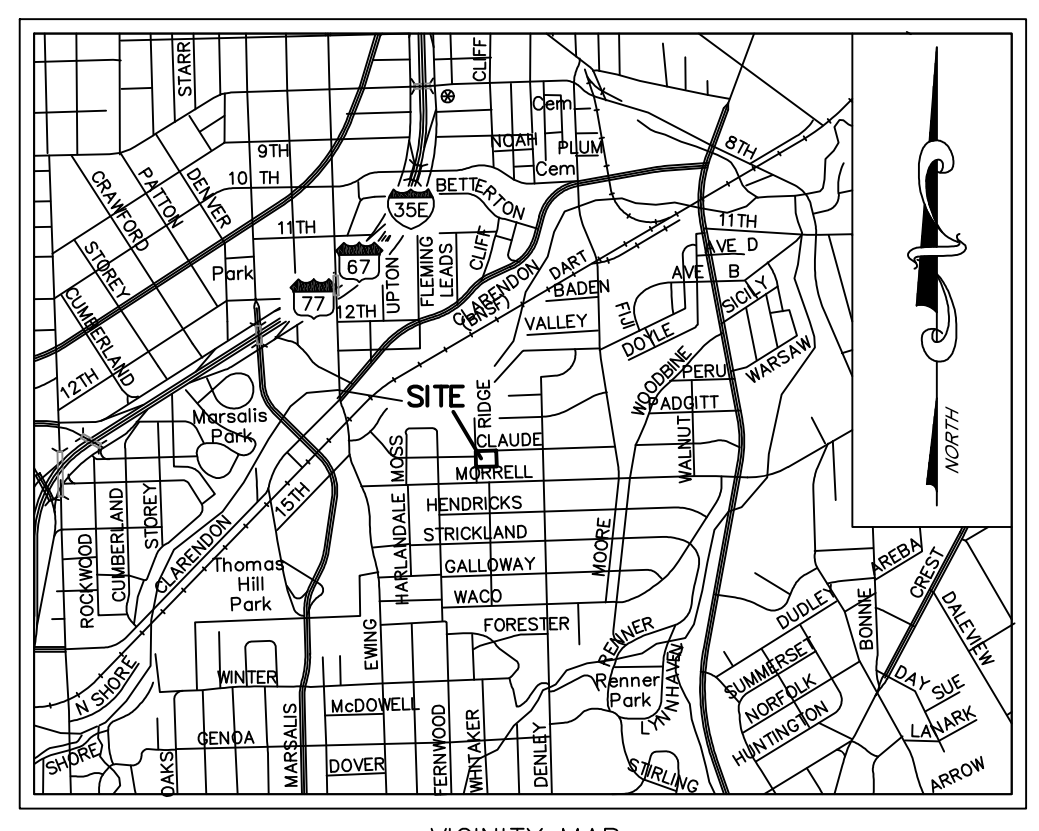 STARR
CLIFF
Cem
9TH
NOAH
PLUM
8TH
10 TH
Cem
CRAWFORD
PATTON
DENVER
BETTERTON
35E
11TH
11TH
STOREY
CLIFF
AVE D
67
FLEMING
LEADS
DART
Park
UPTON
CLARENDON
(BNSF)
AVE B
BADEN
SICILY
77
12TH
CUMBERLAND
VALLEY
FIJI
DOYLE
WARSAW
12TH
WOODBINE
PERU
SITE
RIDGE
PADGITT
Marsalis
Park
CLAUDE
WALNUT
NORTH
MOSS
MORRELL
15TH
HENDRICKS
CUMBERLAND
STOREY
HARLANDALE
STRICKLAND
MOORE
CLARENDON
ROCKWOOD
Thomas
Hill
Park
GALLOWAY
AREBA
CREST
WACO
DUDLEY
BONNIE
DALEVIEW
FORESTER
RENNER
EWING
LYNNHAVEN
SUMMERSET
WINTER
Renner
Park
DAY
SUE
N SHORE
NORFOLK
McDOWELL
LANARK
GENOA
MARSALIS
FERNWOOD
WHITAKER
DENLEY
HUNTINGTON
SHORE
OAKS
DOVER
STIRLING
ARROW
VICINITY MAP